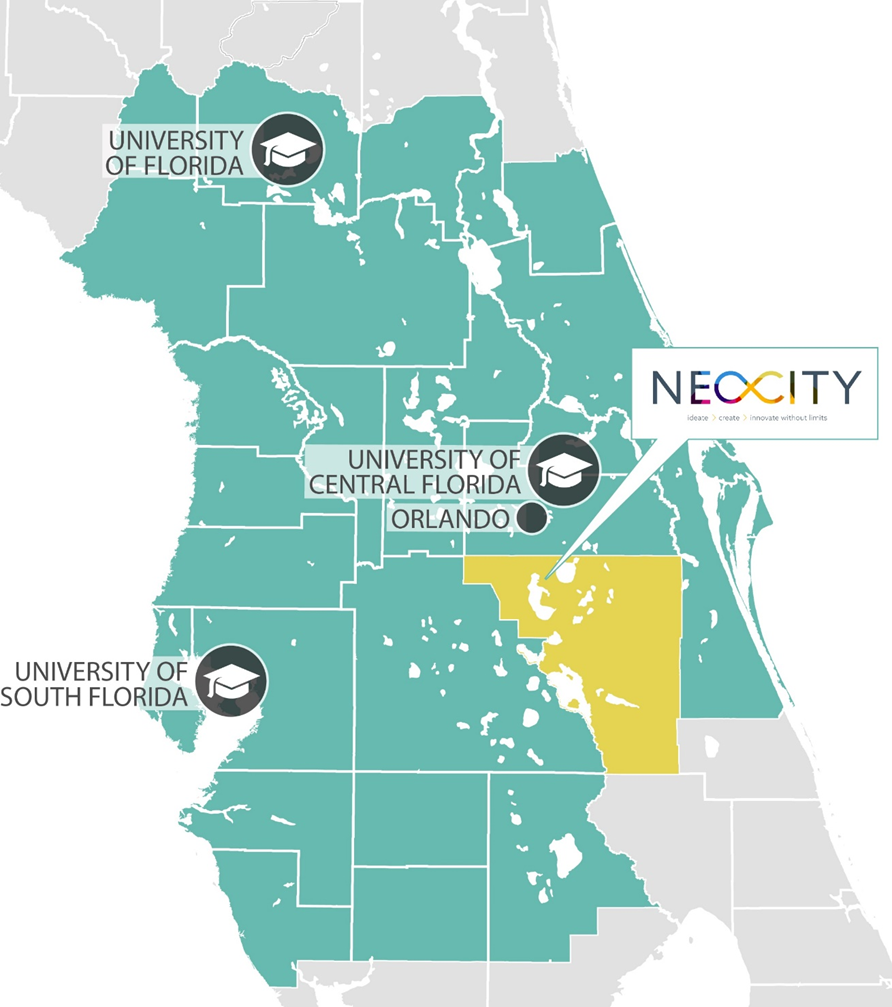 UNIVERSITY
OF FLORIDA
NEOCITY
ideate > create > innovate without limits
UNIVERSITY OF
CENTRAL FLORIDA
ORLANDO
UNIVERSITY OF
SOUTH FLORIDA